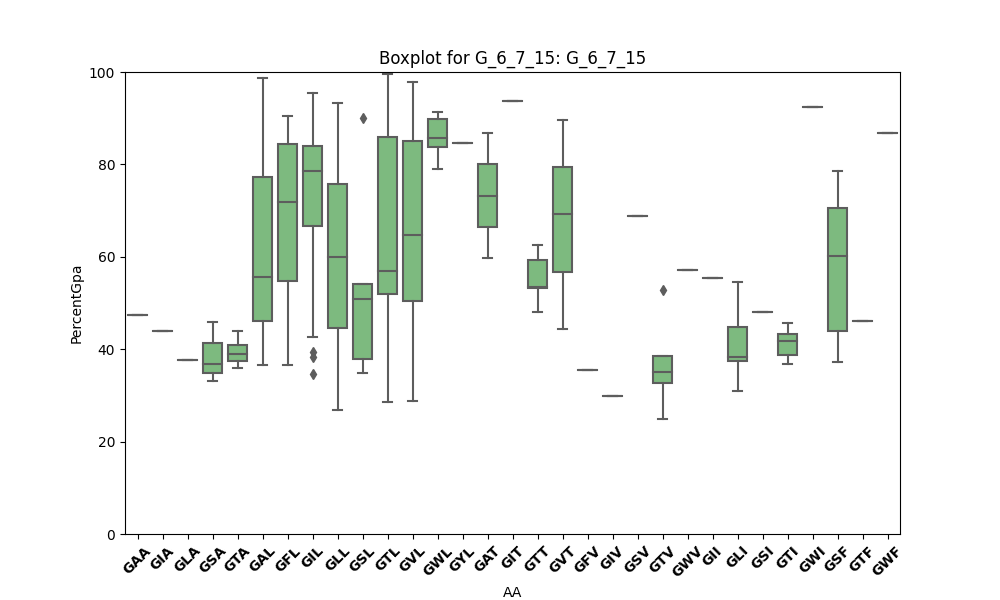 Boxplot for G_6_7_15: G_6_7_15
100
80
60
40
20
0
PercentGpa
GAA GIA GLA GSA GTA GAL GFL GIL GLL GSL GTL GVL GWL GYL GAT GIT GTT GVT GFV GIV GSV GTV GWV GII GLI GSI GTI GWI GSF GTF GWF
AA